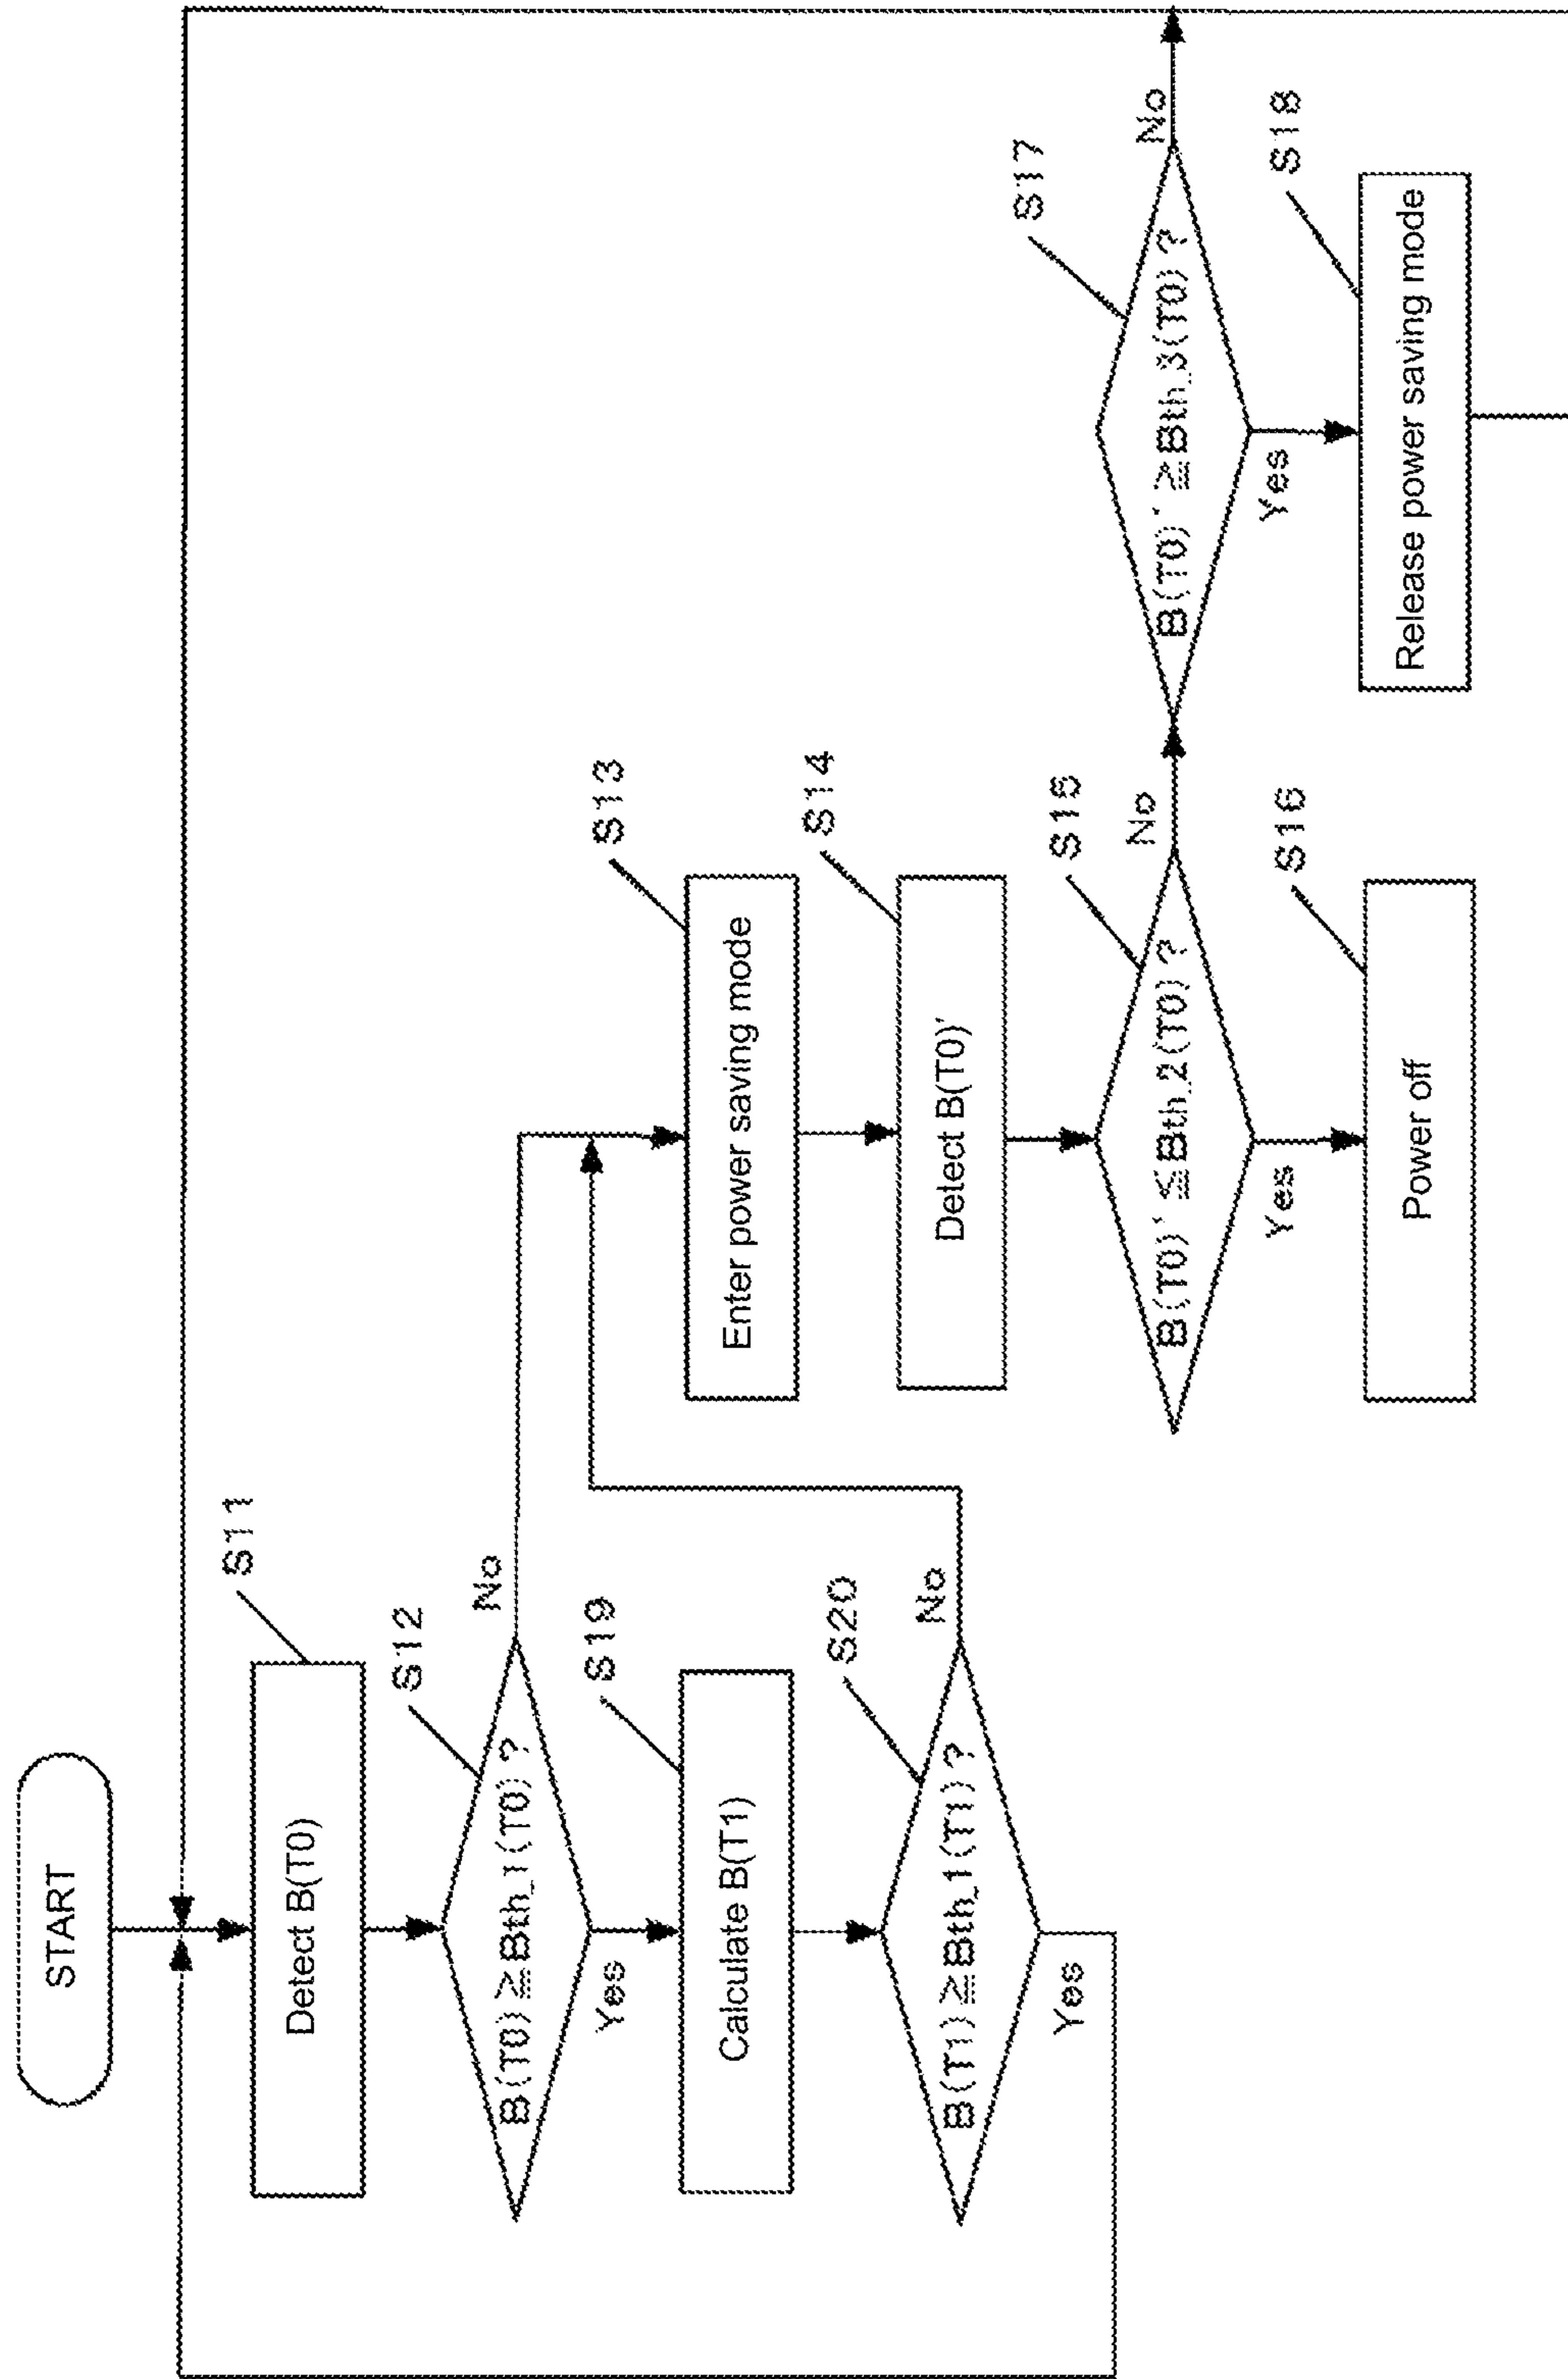 START
Detect B(T0)
S11
B(T0)≧Bth_1(T0)?
S12
No
Yes
Calculate B(T1)
S19
B(T1)≧Bth_1(T1)?
S20
No
Yes
Enter power saving mode
S13
Detect B(T0)'
S14
B(T0)'≦Bth_2(T0)?
S15
No
Yes
Power off
S16
B(T0)'≧Bth_3(T0)?
S17
No
Yes
Release power saving mode
S18